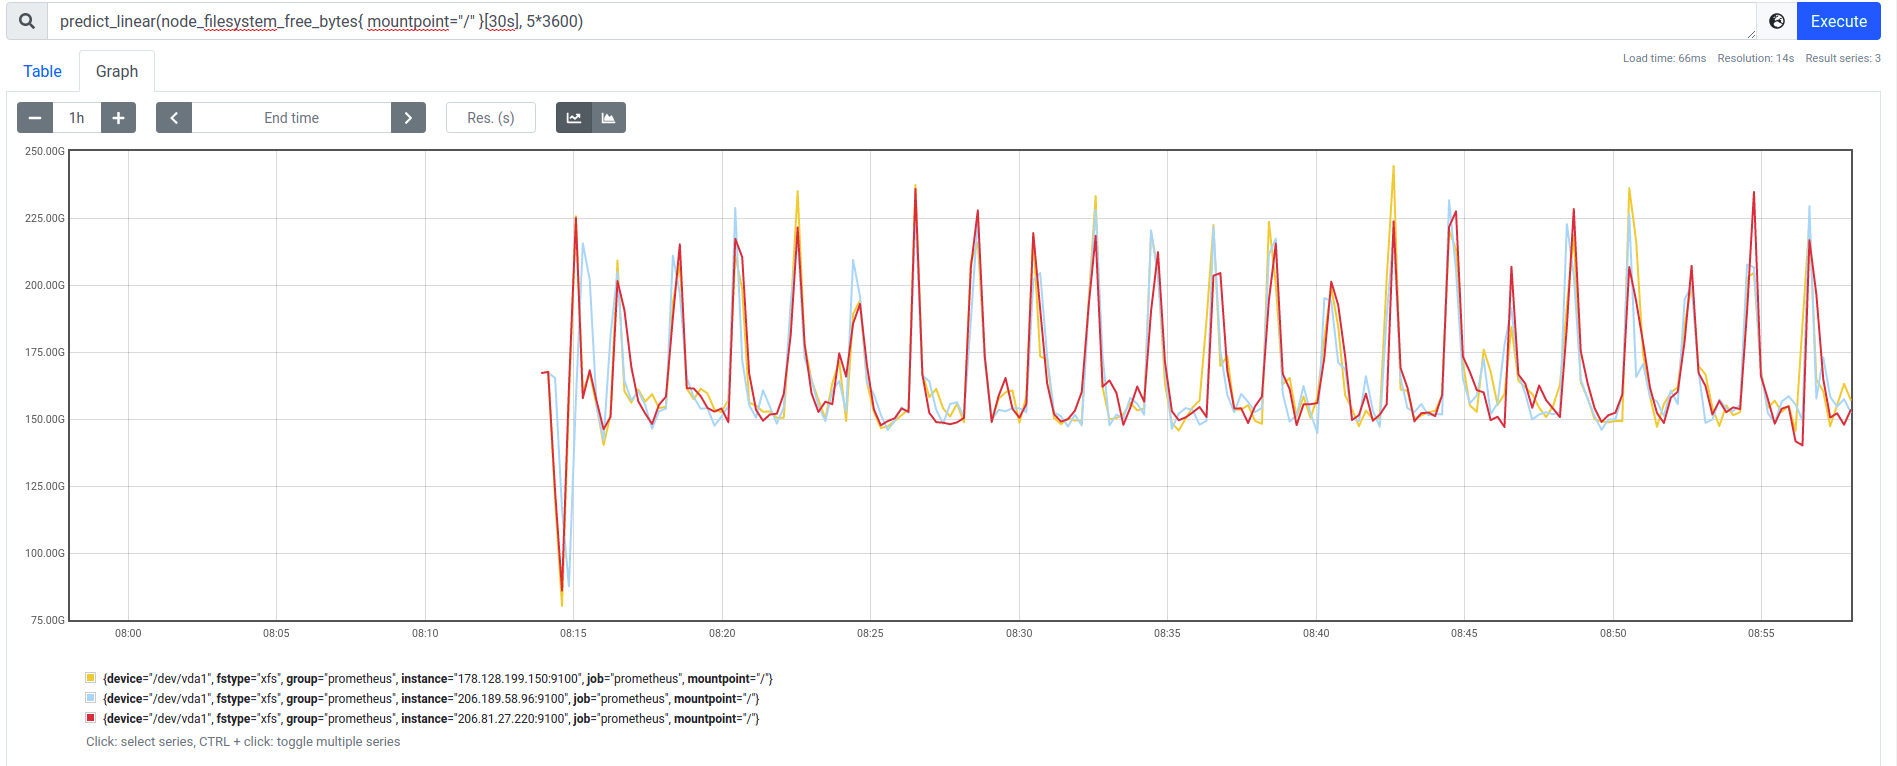 predict_linear(node_filesystem_free_bytes{ mountpoint="/" }[30s], 5*3600)
Execute
Load time: 66ms Resolution: 14s Result series: 3
Table Graph
1h End time Res. (s)
250.00G
225.00G
200.00G
175.00G
150.00G
125.00G
100.00G
75.00G
08:00 08:05 08:10 08:15 08:20 08:25 08:30 08:35 08:40 08:45 08:50 08:55
{device="/dev/vda1", fstype="xfs", group="prometheus", instance="178.128.199.150:9100", job="prometheus", mountpoint="/"}
{device="/dev/vda1", fstype="xfs", group="prometheus", instance="206.189.58.96:9100", job="prometheus", mountpoint="/"}
{device="/dev/vda1", fstype="xfs", group="prometheus", instance="206.81.27.220:9100", job="prometheus", mountpoint="/"}
Click: select series, CTRL + click: toggle multiple series